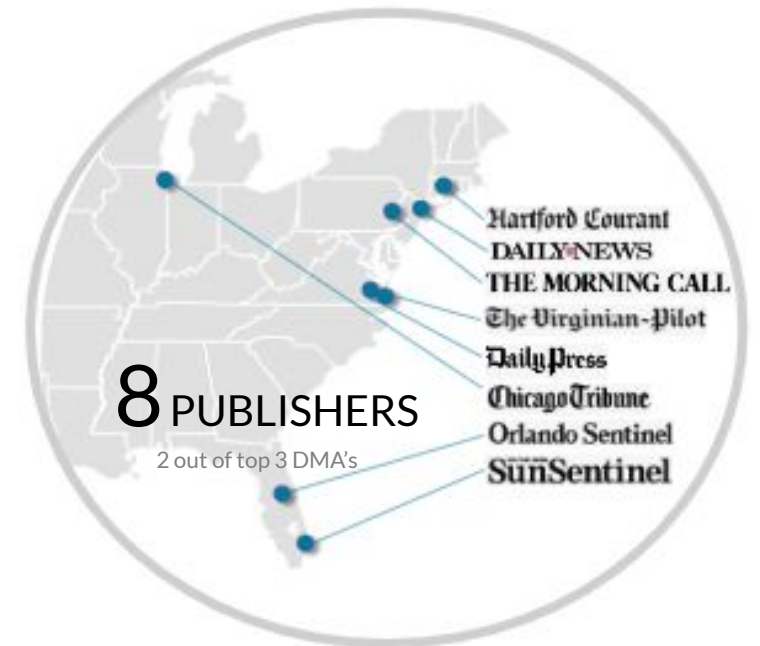 Hartford Courant
DAILY NEWS
THE MORNING CALL
The Virginian-Pilot
Daily Press
Chicago Tribune
Orlando Sentinel
SunSentinel
8 PUBLISHERS
2 out of top 3 DMA's